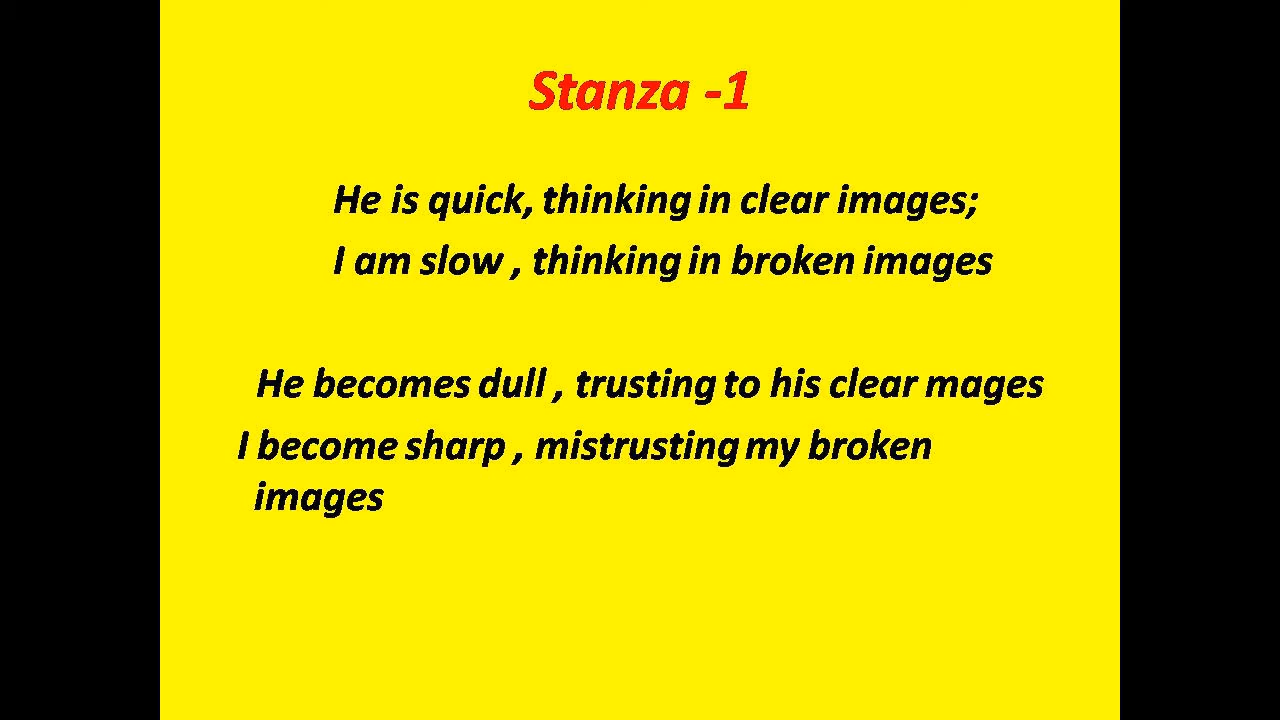 Stanza -1
He is quick, thinking in clear images;
I am slow , thinking in broken images
He becomes dull , trusting to his clear mages
I become sharp , mistrusting my broken
images